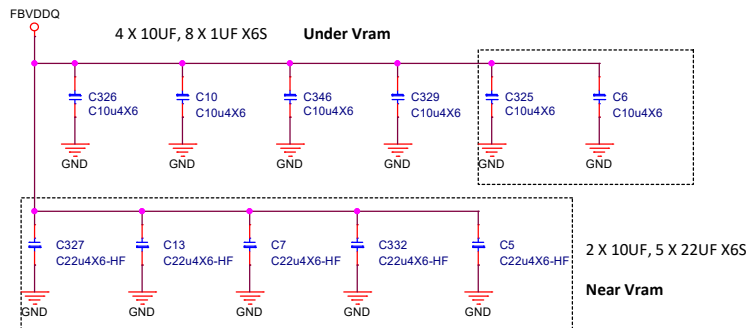 FBVDDQ
4 X 10UF, 8 X 1UF X6S Under Vram
C326
C10u4X6
C10
C10u4X6
C346
C10u4X6
C329
C10u4X6
C325
C10u4X6
C6
C10u4X6
GND
GND
GND
GND
GND
GND
C327
C22u4X6-HF
C13
C22u4X6-HF
C7
C22u4X6-HF
C332
C22u4X6-HF
C5
C22u4X6-HF
2 X 10UF, 5 X 22UF X6S
Near Vram
GND
GND
GND
GND
GND